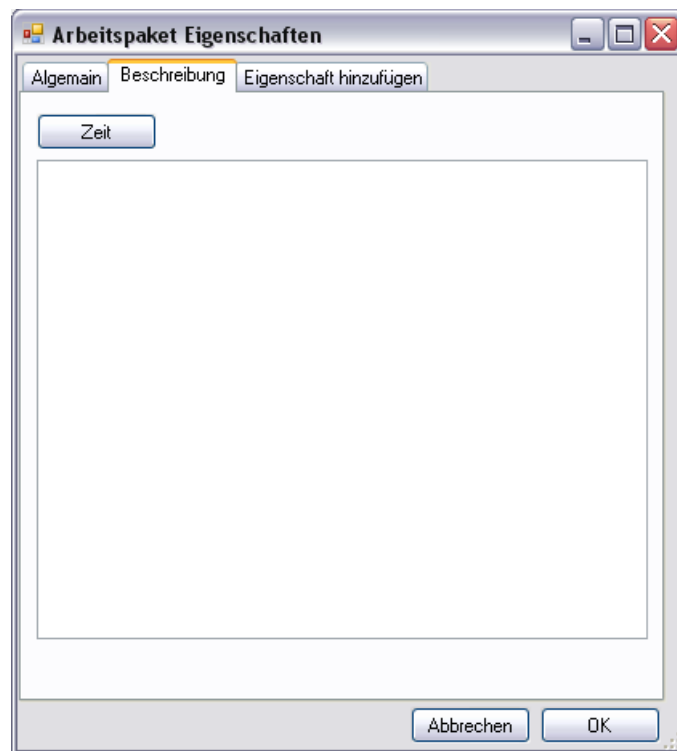 Arbeitspaket Eigenschaften
Algemain Beschreibung Eigenschaft hinzufügen
Zeit
Abbrechen OK